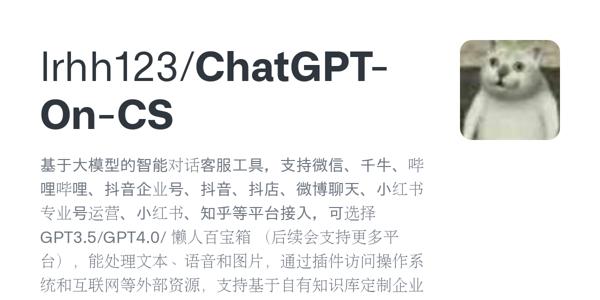 lrhh123/ChatGPT-
On-CS
基于大模型的智能对话客服工具，支持微信、千牛、哔
哩哔哩、抖音企业号、抖音、抖店、微博聊天、小红书
专业号运营、小红书、知乎等平台接入，可选择
GPT3.5/GPT4.0/ 懒人百宝箱 （后续会支持更多平
台），能处理文本、语音和图片，通过插件访问操作系
统和互联网等外部资源，支持基于自有知识库定制企业